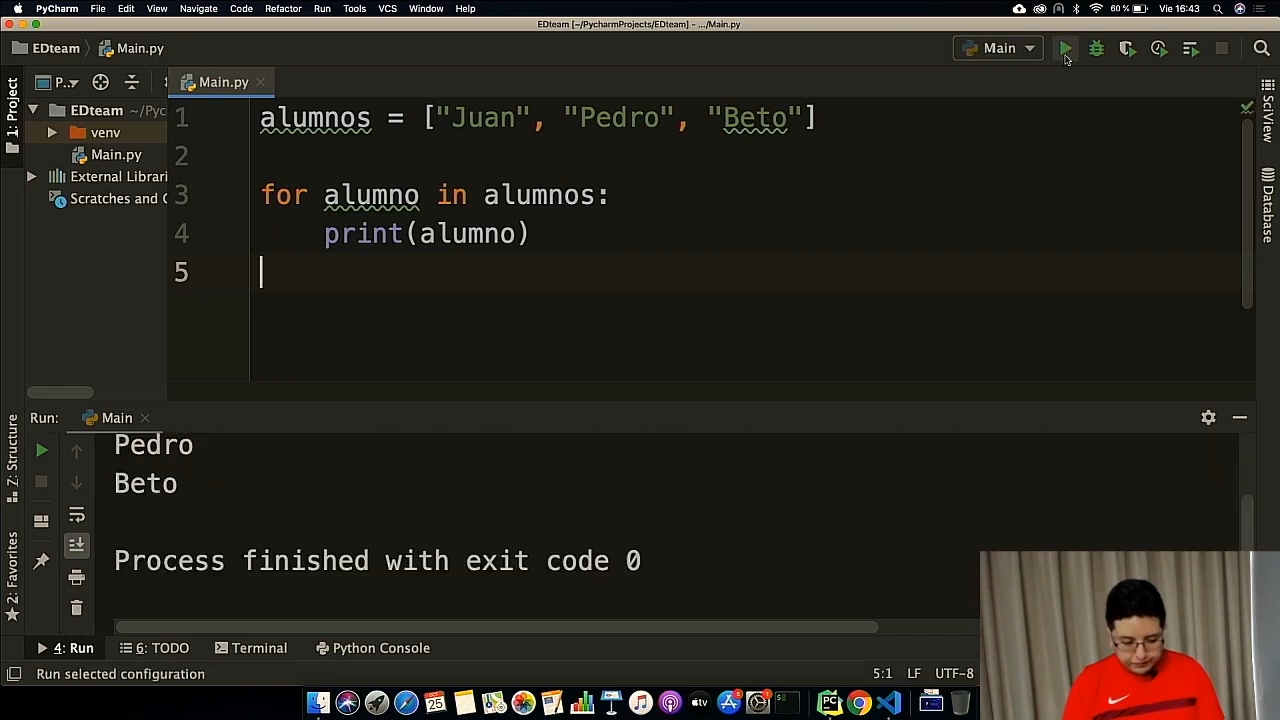 PyCharm File Edit View Navigate Code Refactor Run Tools VCS Window Help 60 % Vie 16:43
EDteam [~/PycharmProjects/EDteam] - .../Main.py
EDteam Main.py Main
1: Project
P.. Main.py
EDteam ~/Pyc
venv
Main.py
External Librari
Scratches and C
1 alumnos = ["Juan", "Pedro", "Beto"]
2
3 for alumno in alumnos:
4 print(alumno)
5
SciView
Database
Run: Main
Z: Structure
2: Favorites
Pedro
Beto
Process finished with exit code 0
4: Run 6: TODO Terminal Python Console
Run selected configuration 5:1 LF UTF-8
25
PC
tv